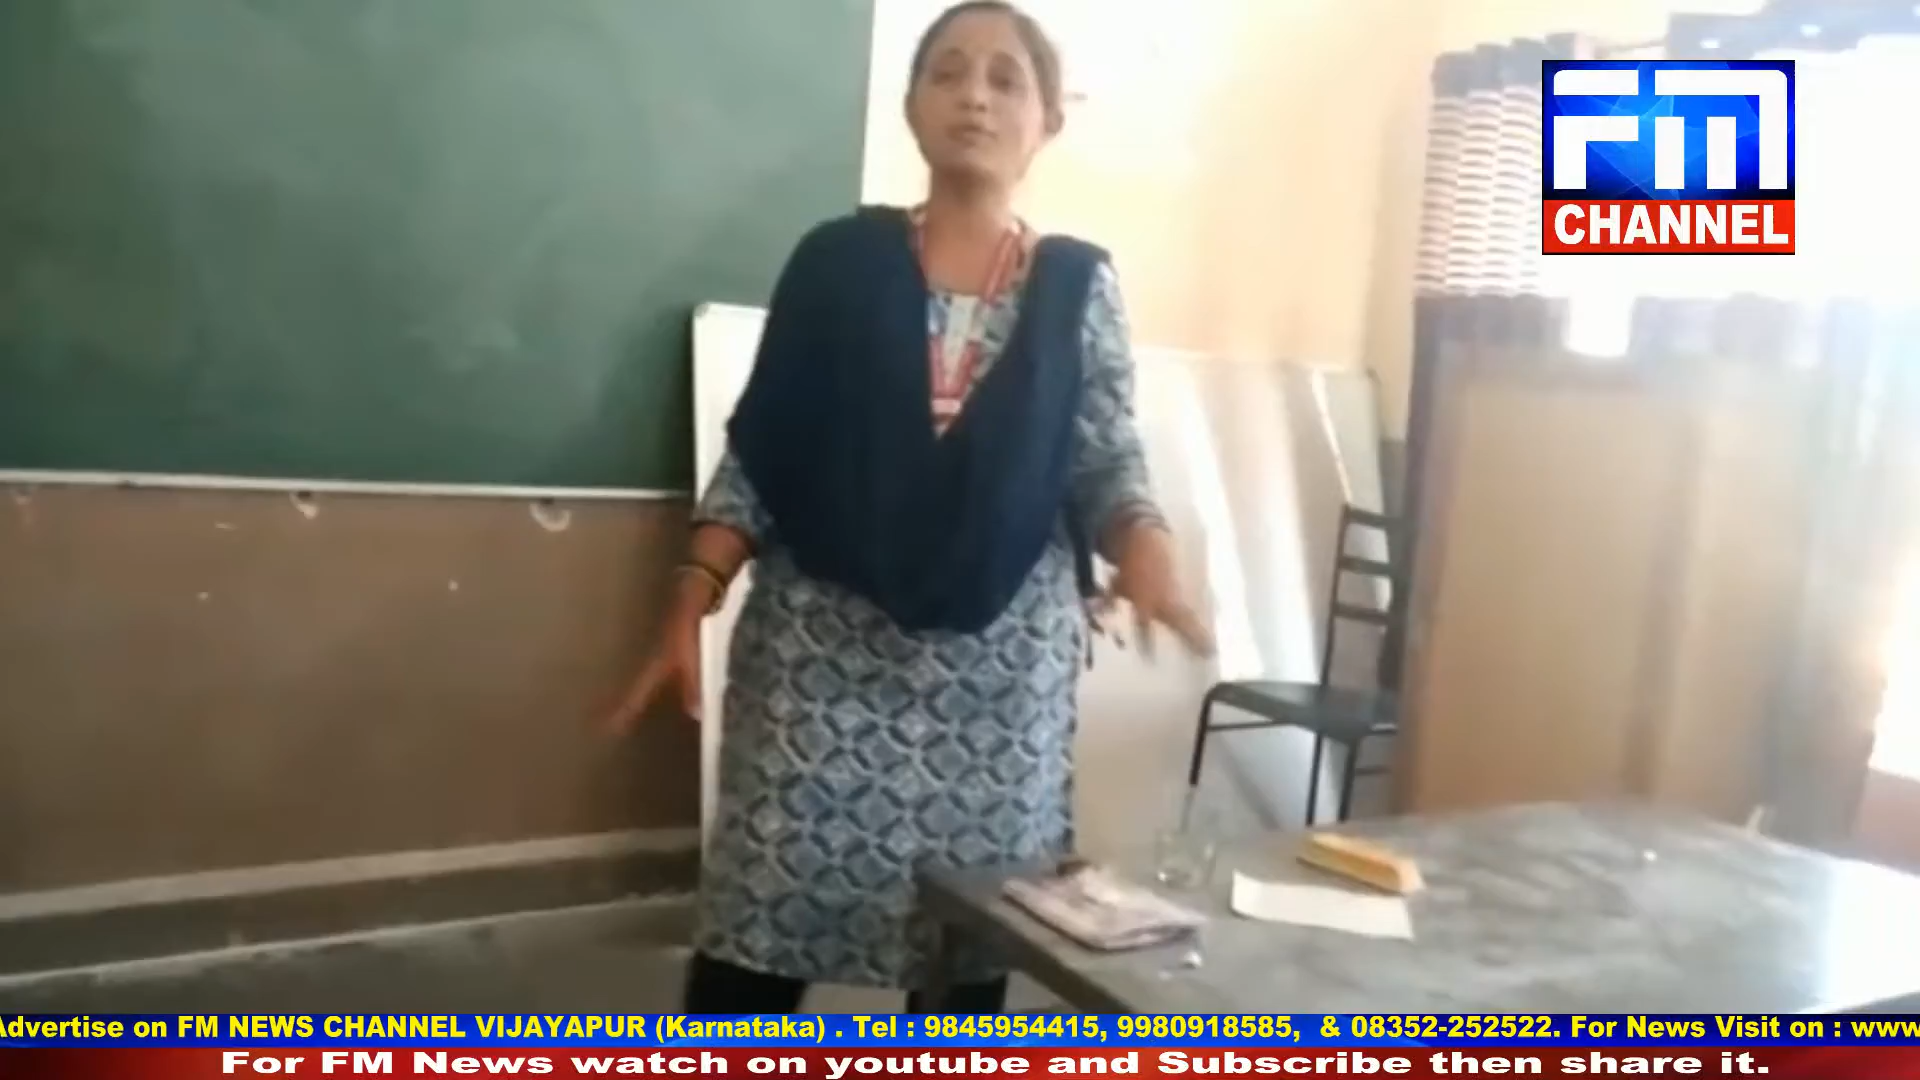 FM
CHANNEL
Advertise on FM NEWS CHANNEL VIJAYAPUR (Karnataka) . Tel : 9845954415, 9980918585, & 08352-252522. For News Visit on : www
For FM News watch on youtube and Subscribe then share it.